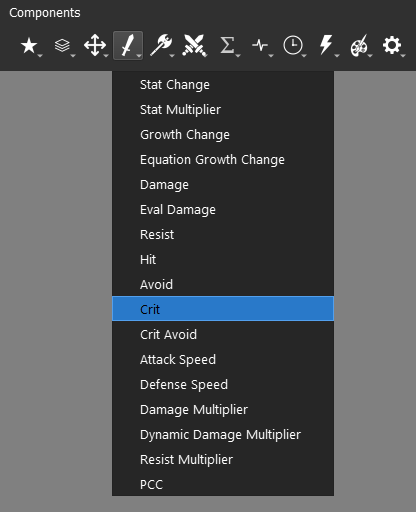 Components
Stat Change
Stat Multiplier
Growth Change
Equation Growth Change
Damage
Eval Damage
Resist
Hit
Avoid
Crit
Crit Avoid
Attack Speed
Defense Speed
Damage Multiplier
Dynamic Damage Multiplier
Resist Multiplier
PCC